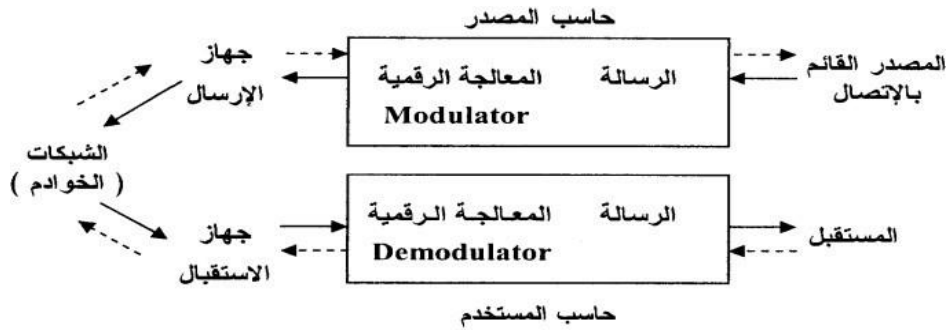 حاسب المصدر
المصدر القائم
بالإتصال
الرسالة المعالجة الرقمية
Modulator
جهاز
الإرسال
الشبكات
( الخوادم )
جهاز
الاستقبال
الرسالة المعالجة الرقمية
Demodulator
المستقبل
حاسب المستخدم